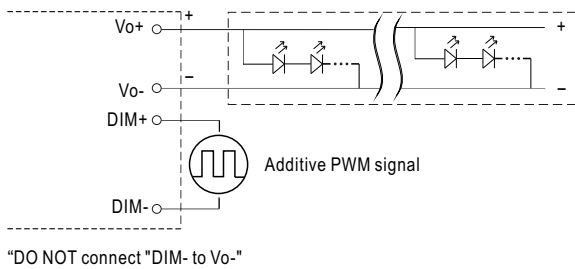 Vo+
+
+
−
Vo-
−
DIM+
Additive PWM signal
DIM-
“DO NOT connect "DIM- to Vo-"